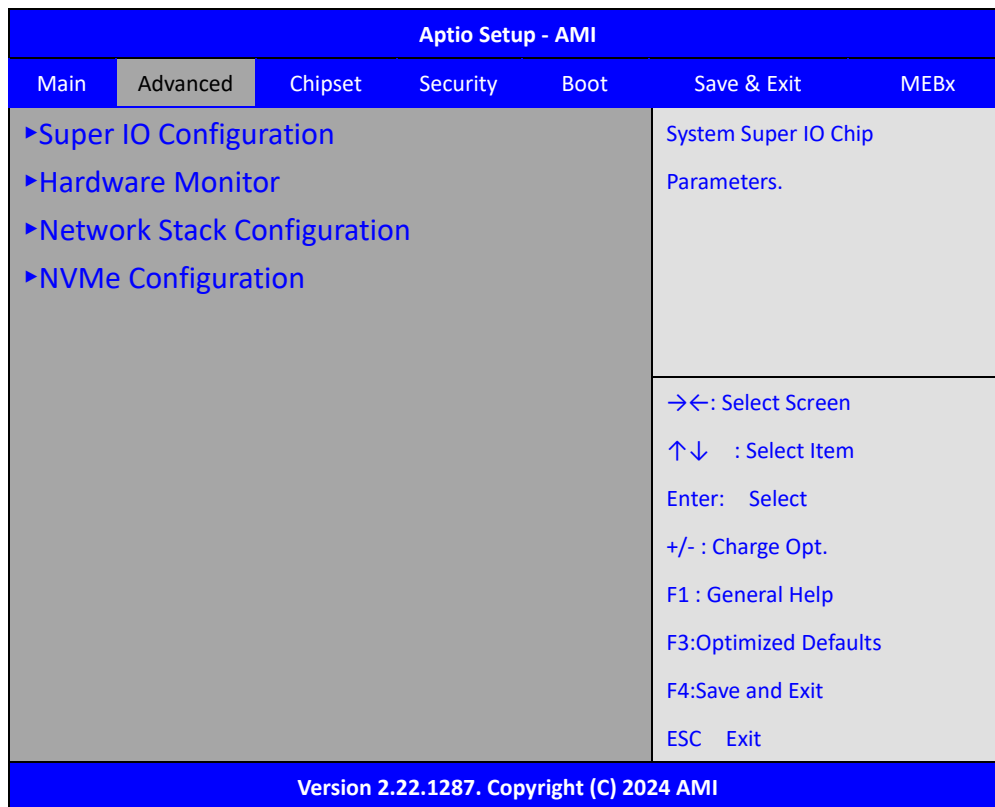 Aptio Setup - AMI
Main Advanced Chipset Security Boot Save & Exit MEBx
▸Super IO Configuration
▸Hardware Monitor
▸Network Stack Configuration
▸NVMe Configuration
System Super IO Chip
Parameters.
→←: Select Screen
↑↓ : Select Item
Enter: Select
+/- : Charge Opt.
F1 : General Help
F3:Optimized Defaults
F4:Save and Exit
ESC Exit
Version 2.22.1287. Copyright (C) 2024 AMI